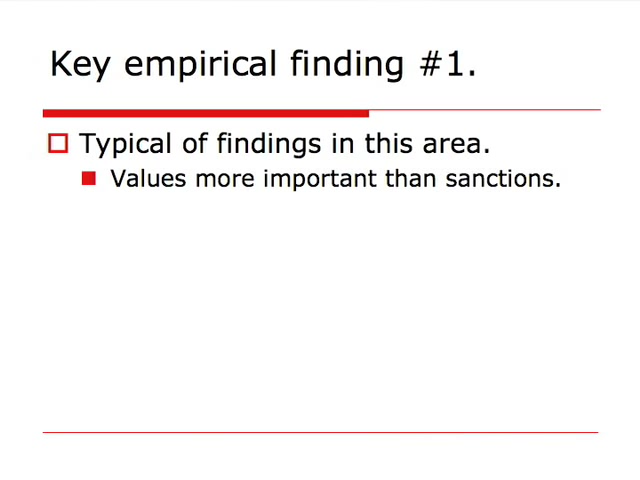 Key empirical finding #1.
Typical of findings in this area.
Values more important than sanctions.